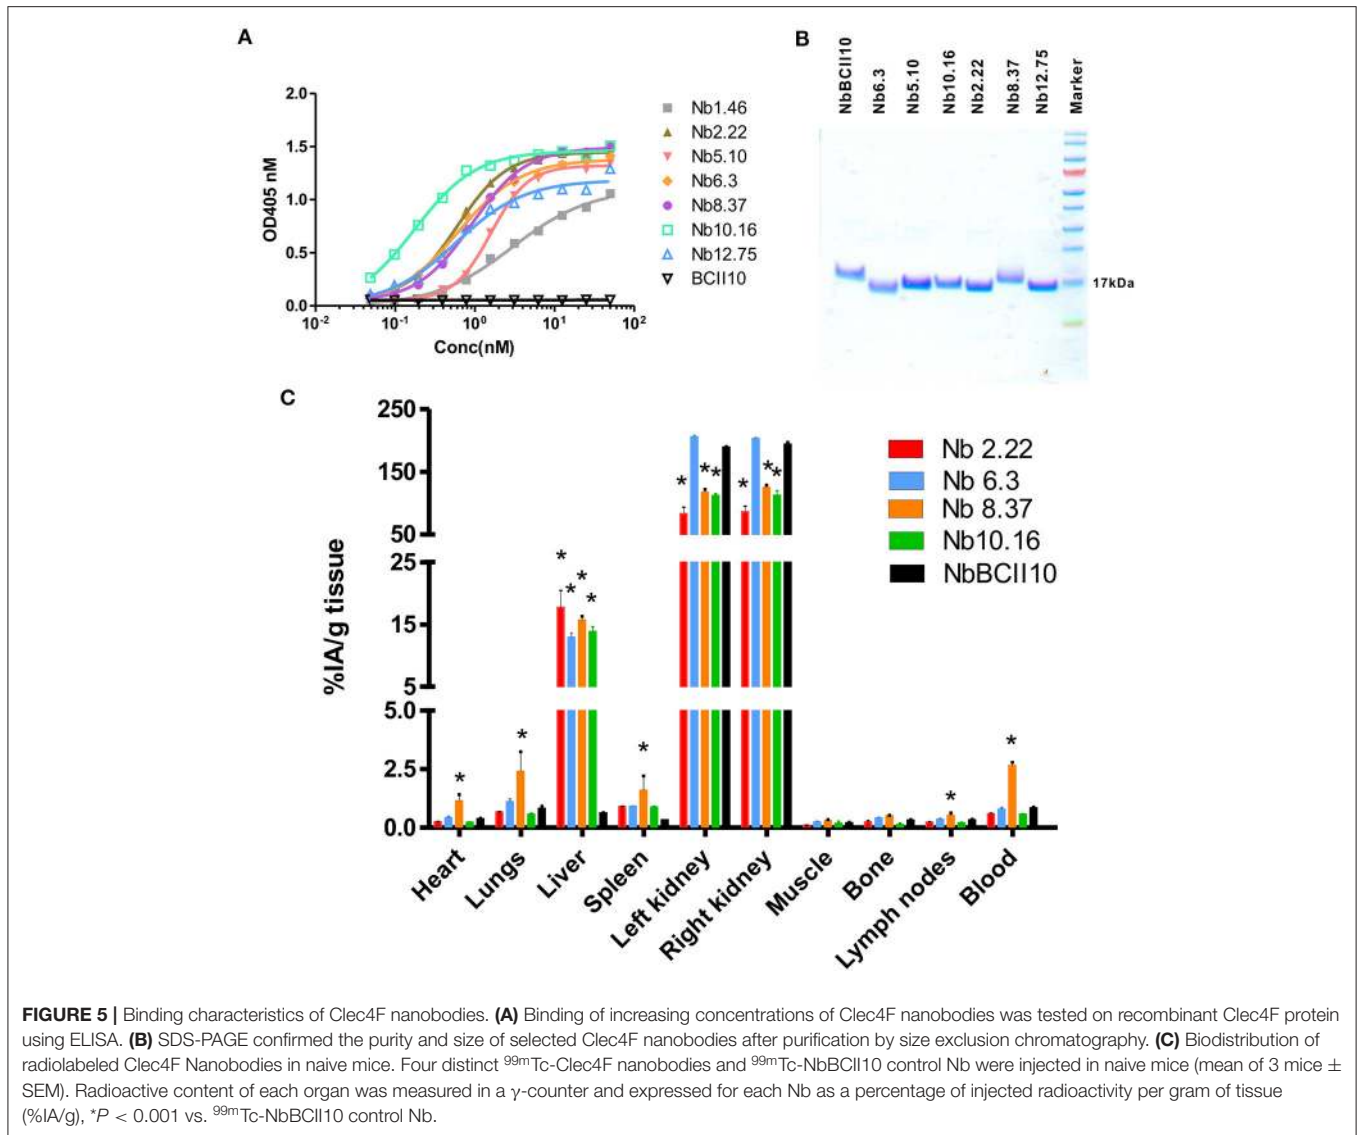 A
OD405 nM
2.0
1.5
1.0
0.5
0.0
10-2
10-1
100
101
102
Conc(nM)
Nb1.46
Nb2.22
Nb5.10
Nb6.3
Nb8.37
Nb10.16
Nb12.75
BCII10
B
NbBCII10
Nb6.3
Nb5.10
Nb10.16
Nb2.22
Nb8.37
Nb12.75
Marker
17kDa
C
%IA/g tissue
250
150
50
25
15
5
5.0
2.5
0.0
* * * * * * * * * * * * * * *
Heart
Lungs
Liver
Spleen
Left kidney
Right kidney
Muscle
Bone
Lymph nodes
Blood
Nb 2.22
Nb 6.3
Nb 8.37
Nb10.16
NbBCII10
FIGURE 5 | Binding characteristics of Clec4F nanobodies. (A) Binding of increasing concentrations of Clec4F nanobodies was tested on recombinant Clec4F protein
using ELISA. (B) SDS-PAGE confirmed the purity and size of selected Clec4F nanobodies after purification by size exclusion chromatography. (C) Biodistribution of
radiolabeled Clec4F Nanobodies in naive mice. Four distinct 99mTc-Clec4F nanobodies and 99mTc-NbBCII10 control Nb were injected in naive mice (mean of 3 mice ±
SEM). Radioactive content of each organ was measured in a γ-counter and expressed for each Nb as a percentage of injected radioactivity per gram of tissue
(%IA/g), *P < 0.001 vs. 99mTc-NbBCII10 control Nb.